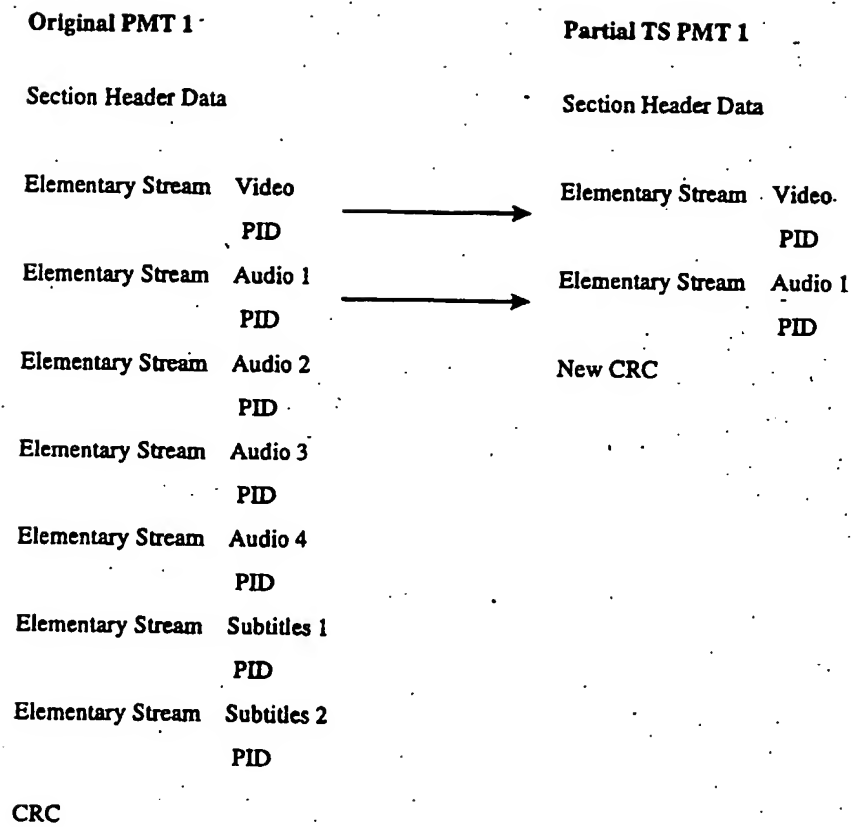 Original PMT 1
Section Header Data
Elementary Stream Video
PID
Elementary Stream Audio 1
PID
Elementary Stream Audio 2
PID
Elementary Stream Audio 3
PID
Elementary Stream Audio 4
PID
Elementary Stream Subtitles 1
PID
Elementary Stream Subtitles 2
PID
CRC
Partial TS PMT 1
Section Header Data
Elementary Stream Video
PID
Elementary Stream Audio 1
PID
New CRC